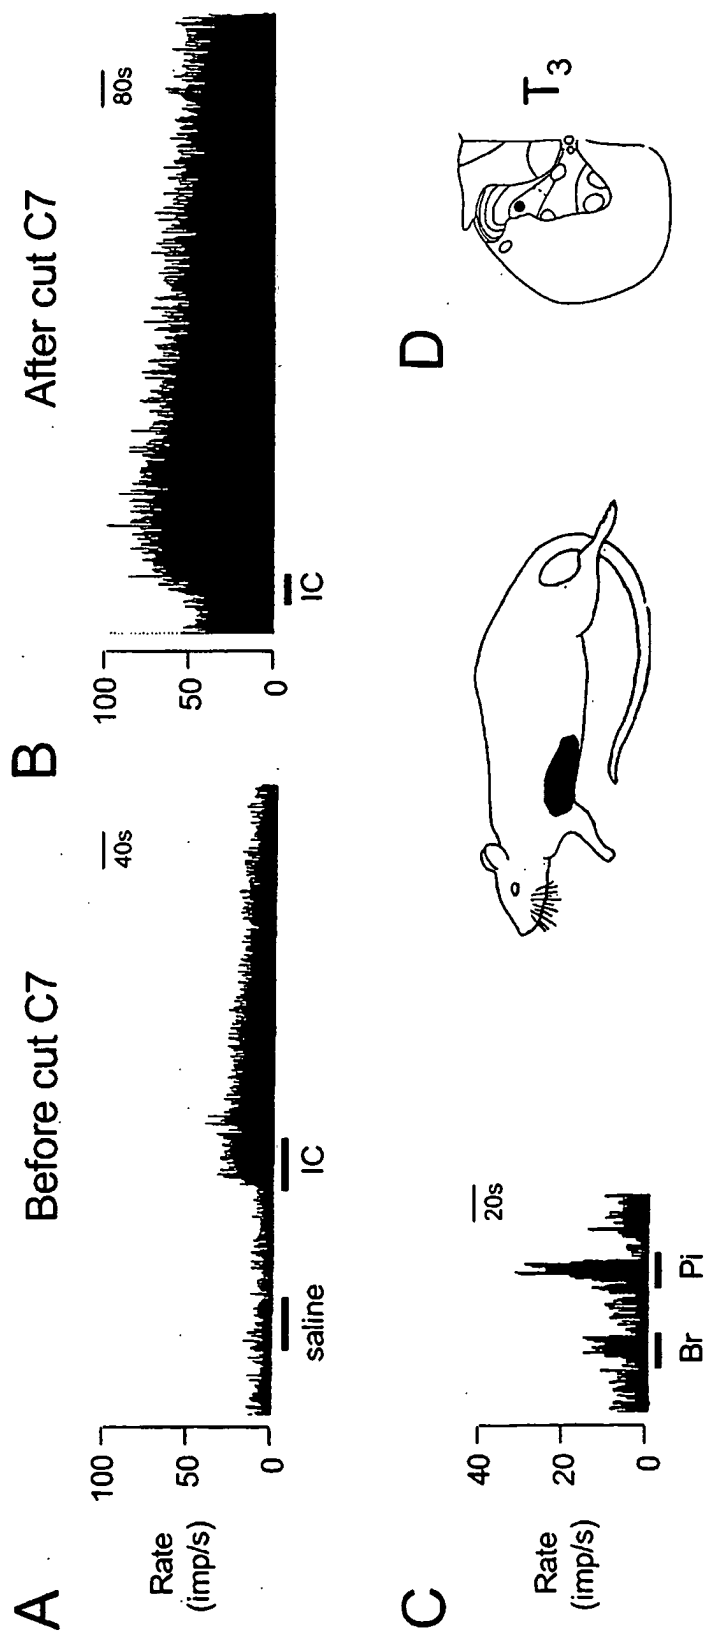 A
Before cut C7
Rate
(imp/s)
100
50
0
40s
saline
IC
B
After cut C7
100
50
0
80s
IC
C
Rate
(imp/s)
40
20
0
20s
Br
Pi
D
T3